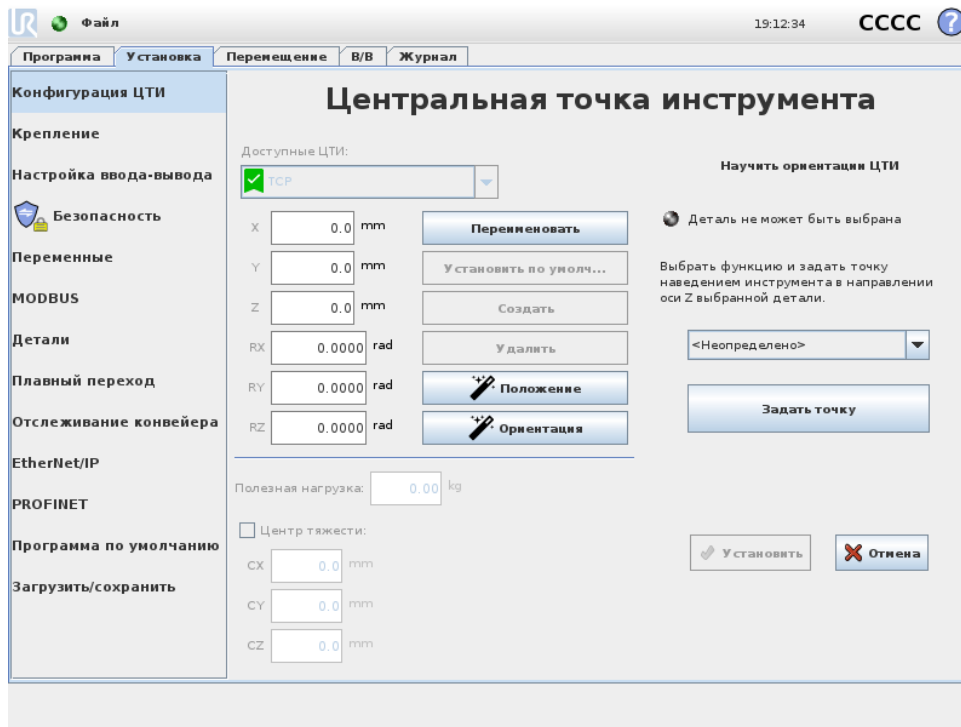 UR Файл 19:12:34 CCCC ?
Программа Установка Перемещение В/В Журнал
Конфигурация ЦТИ
Крепление
Настройка ввода-вывода
Безопасность
Переменные
MODBUS
Детали
Плавный переход
Отслеживание конвейера
EtherNet/IP
PROFINET
Программа по умолчанию
Загрузить/сохранить
Центральная точка инструмента
Доступные ЦТИ:
TCP
X 0.0 mm Переименовать
Y 0.0 mm Установить по умолч...
Z 0.0 mm Создать
RX 0.0000 rad Удалить
RY 0.0000 rad Положение
RZ 0.0000 rad Ориентация
Полезная нагрузка: 0.00 kg
Центр тяжести:
CX 0.0 mm
CY 0.0 mm
CZ 0.0 mm
Научить ориентации ЦТИ
Деталь не может быть выбрана
Выбрать функцию и задать точку
наведением инструмента в направлении
оси Z выбранной детали.
<Неопределено>
Задать точку
Установить Отмена